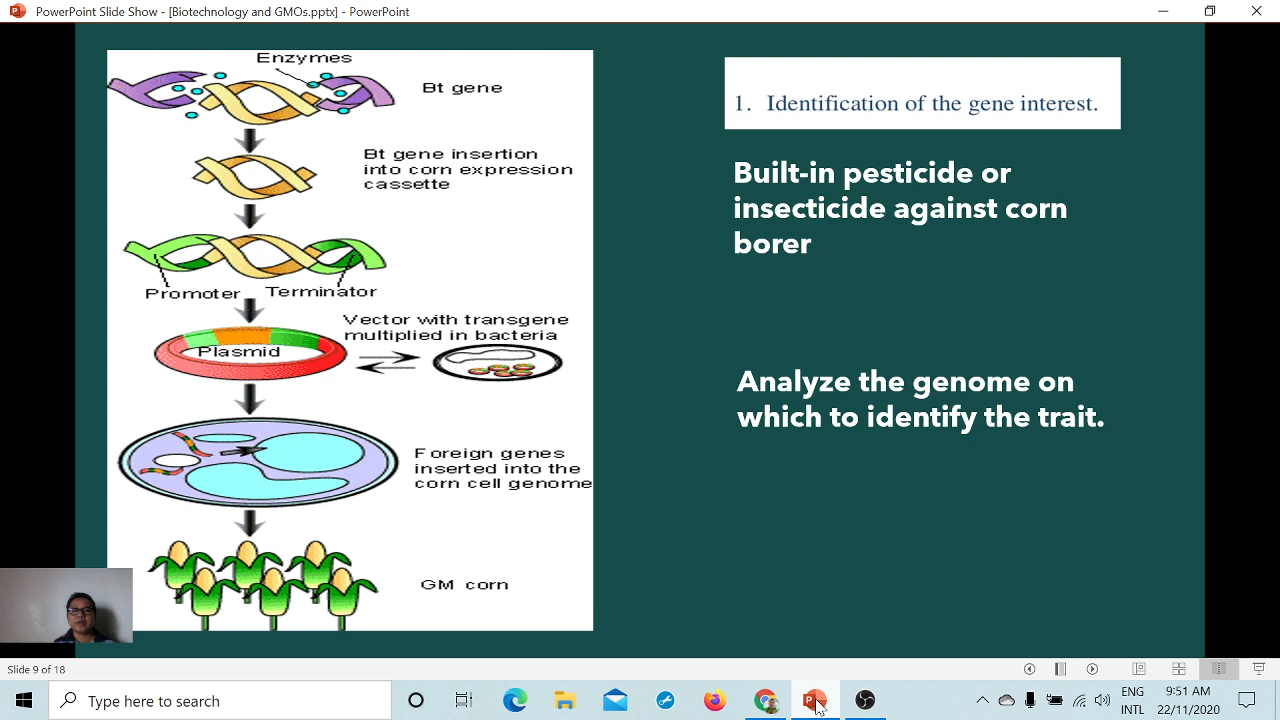 PowerPoint Slide Show - [Biotechnology and GMOs.pptx] - PowerPoint
Enzymes
Bt gene
Bt gene insertion
into corn expression
cassette
Promoter
Terminator
Vector with transgene
multiplied in bacteria
Plasmid
Foreign genes
inserted into the
corn cell genome
GM corn
1. Identification of the gene interest.
Built-in pesticide or
insecticide against corn
borer
Analyze the genome on
which to identify the trait.
Slide 9 of 18
Type here to search
ENG
INTL
9:51 AM
22/11/2020